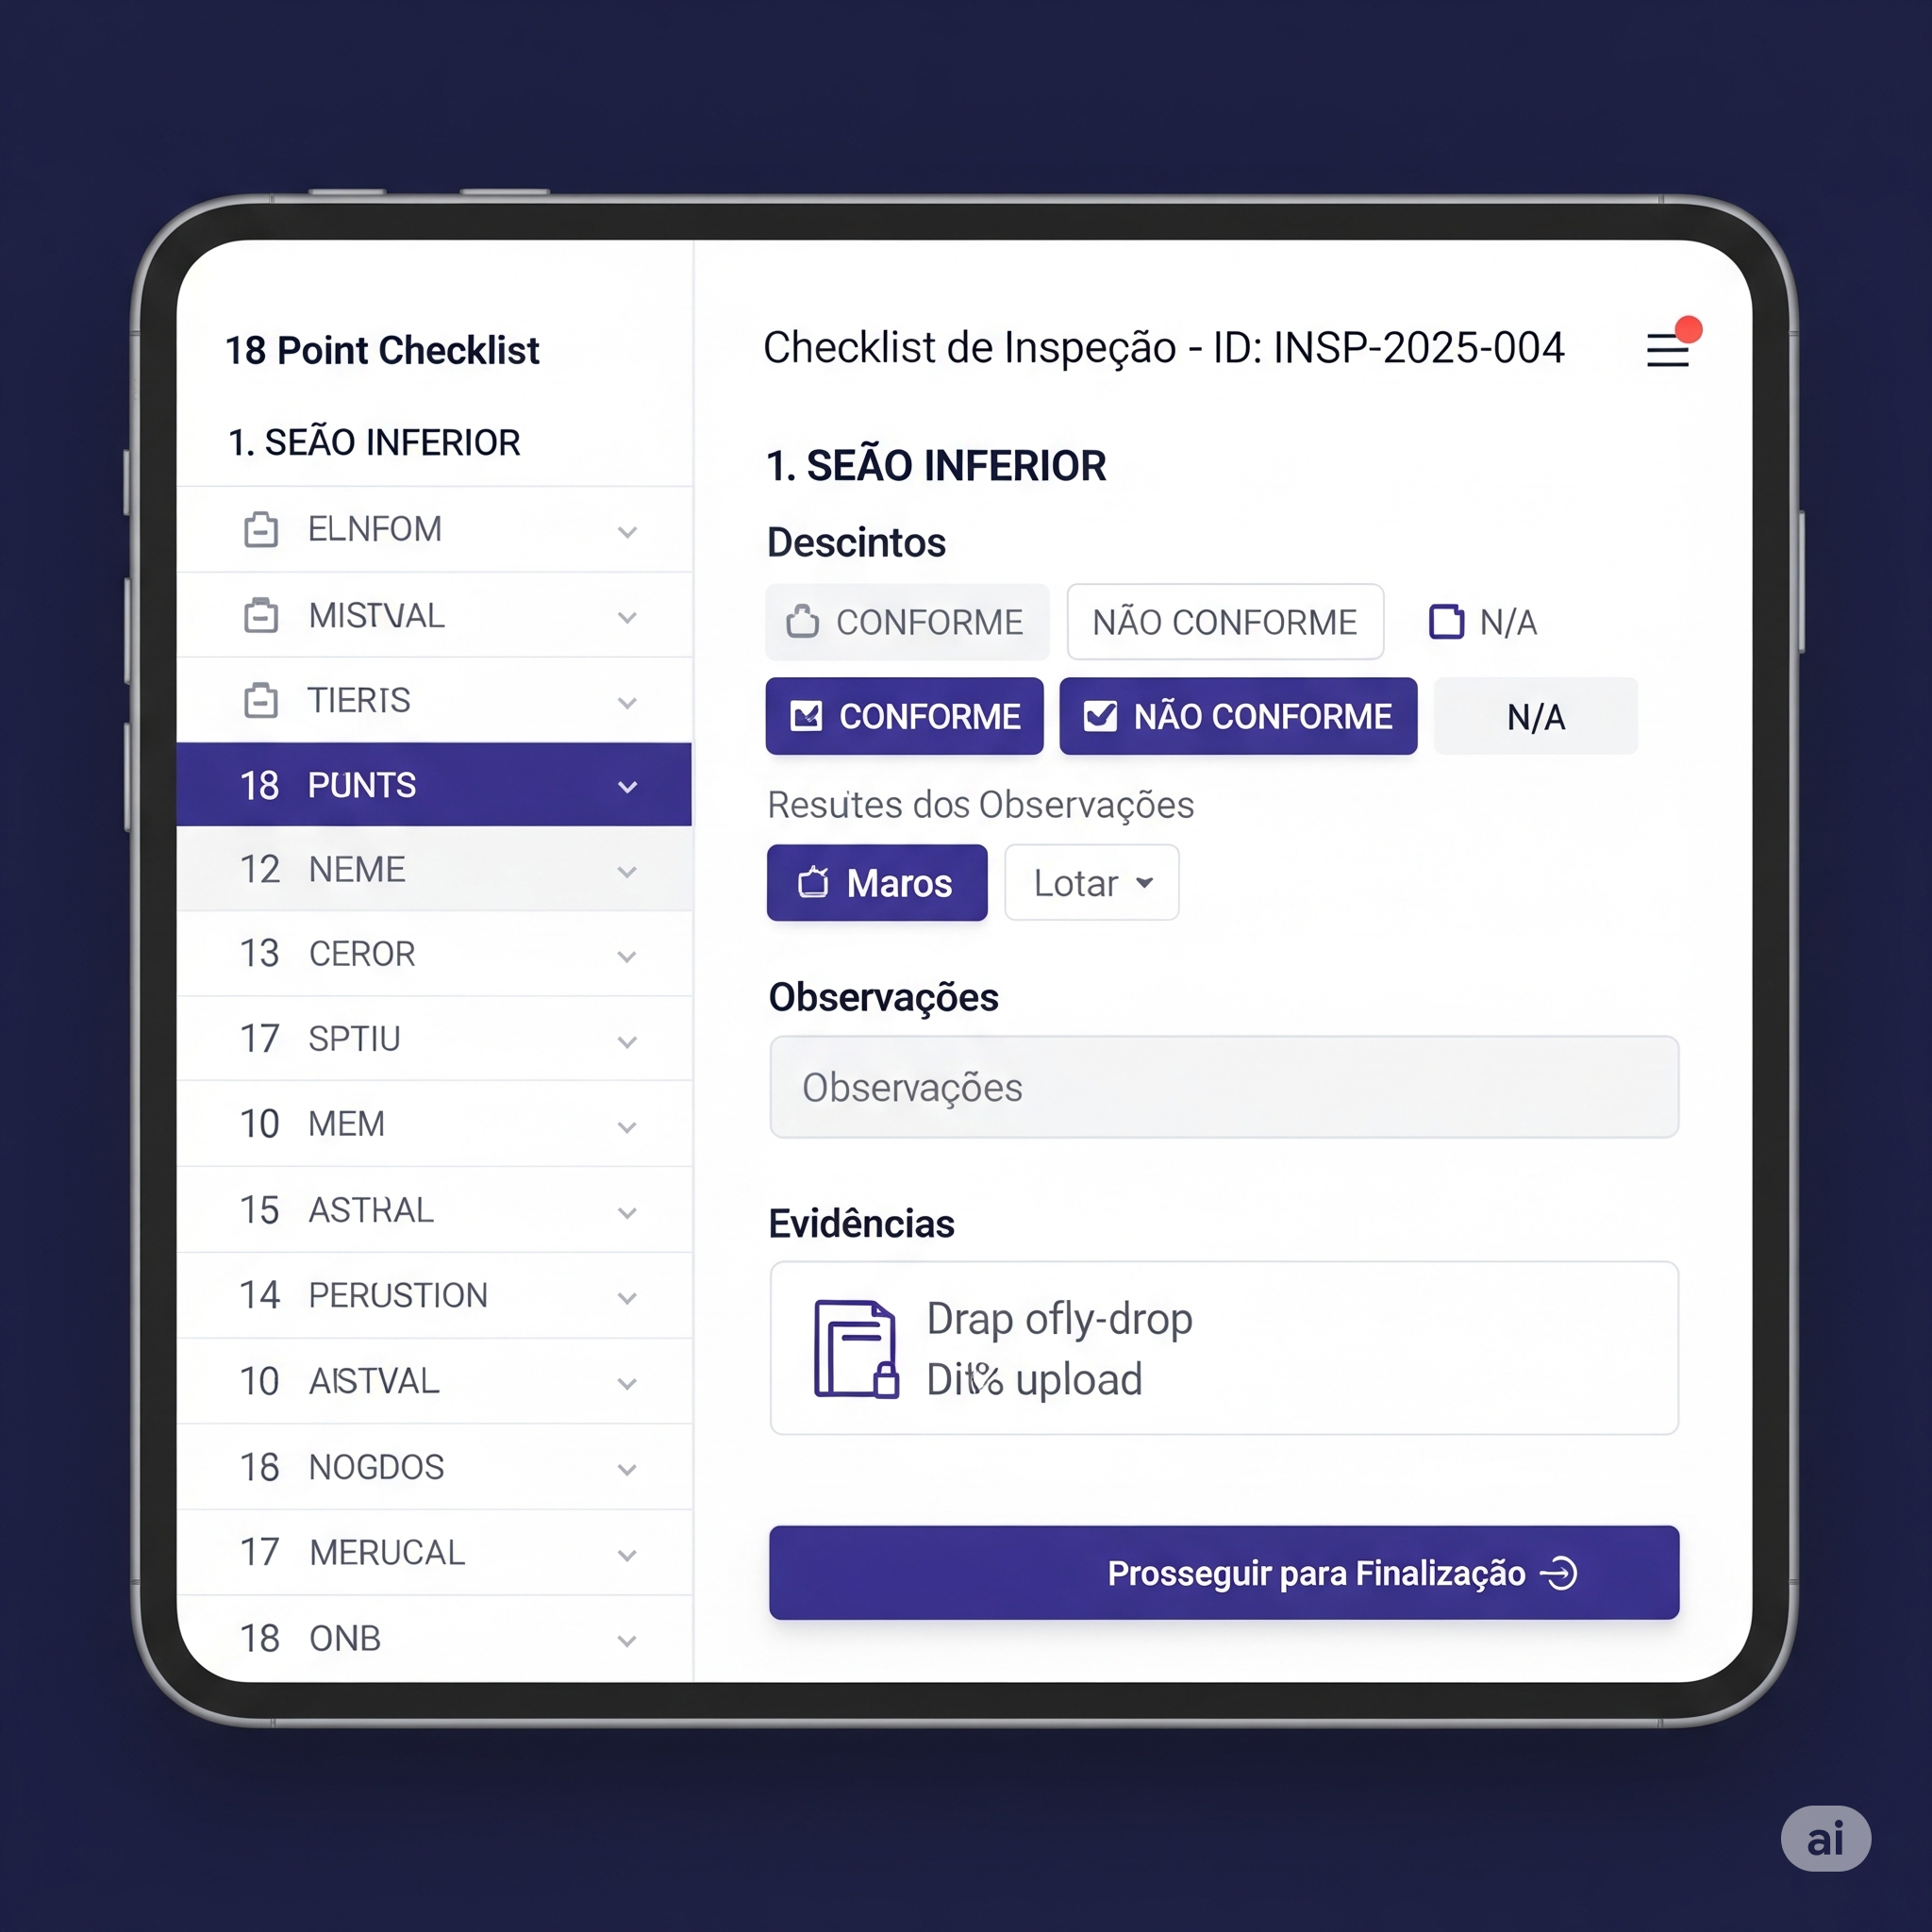 18 Point Checklist
1. SEÃO INFERIOR
ELNFOM
MISTVAL
TIERIS
18 PUNTS
12 NEME
13 CEROR
17 SPTIU
10 MEM
15 ASTRAL
14 PERUSTION
10 AISTVAL
18 NOGDOS
17 MERUCAL
18 ONB
Checklist de Inspeção - ID: INSP-2025-004
1. SEÃO INFERIOR
Descintos
CONFORME NÃO CONFORME N/A
CONFORME NÃO CONFORME N/A
Resutes dos Observações
Maros Lotar
Observações
Observações
Evidências
Drap ofly-drop
upload
Prosseguir para Finalização
ai